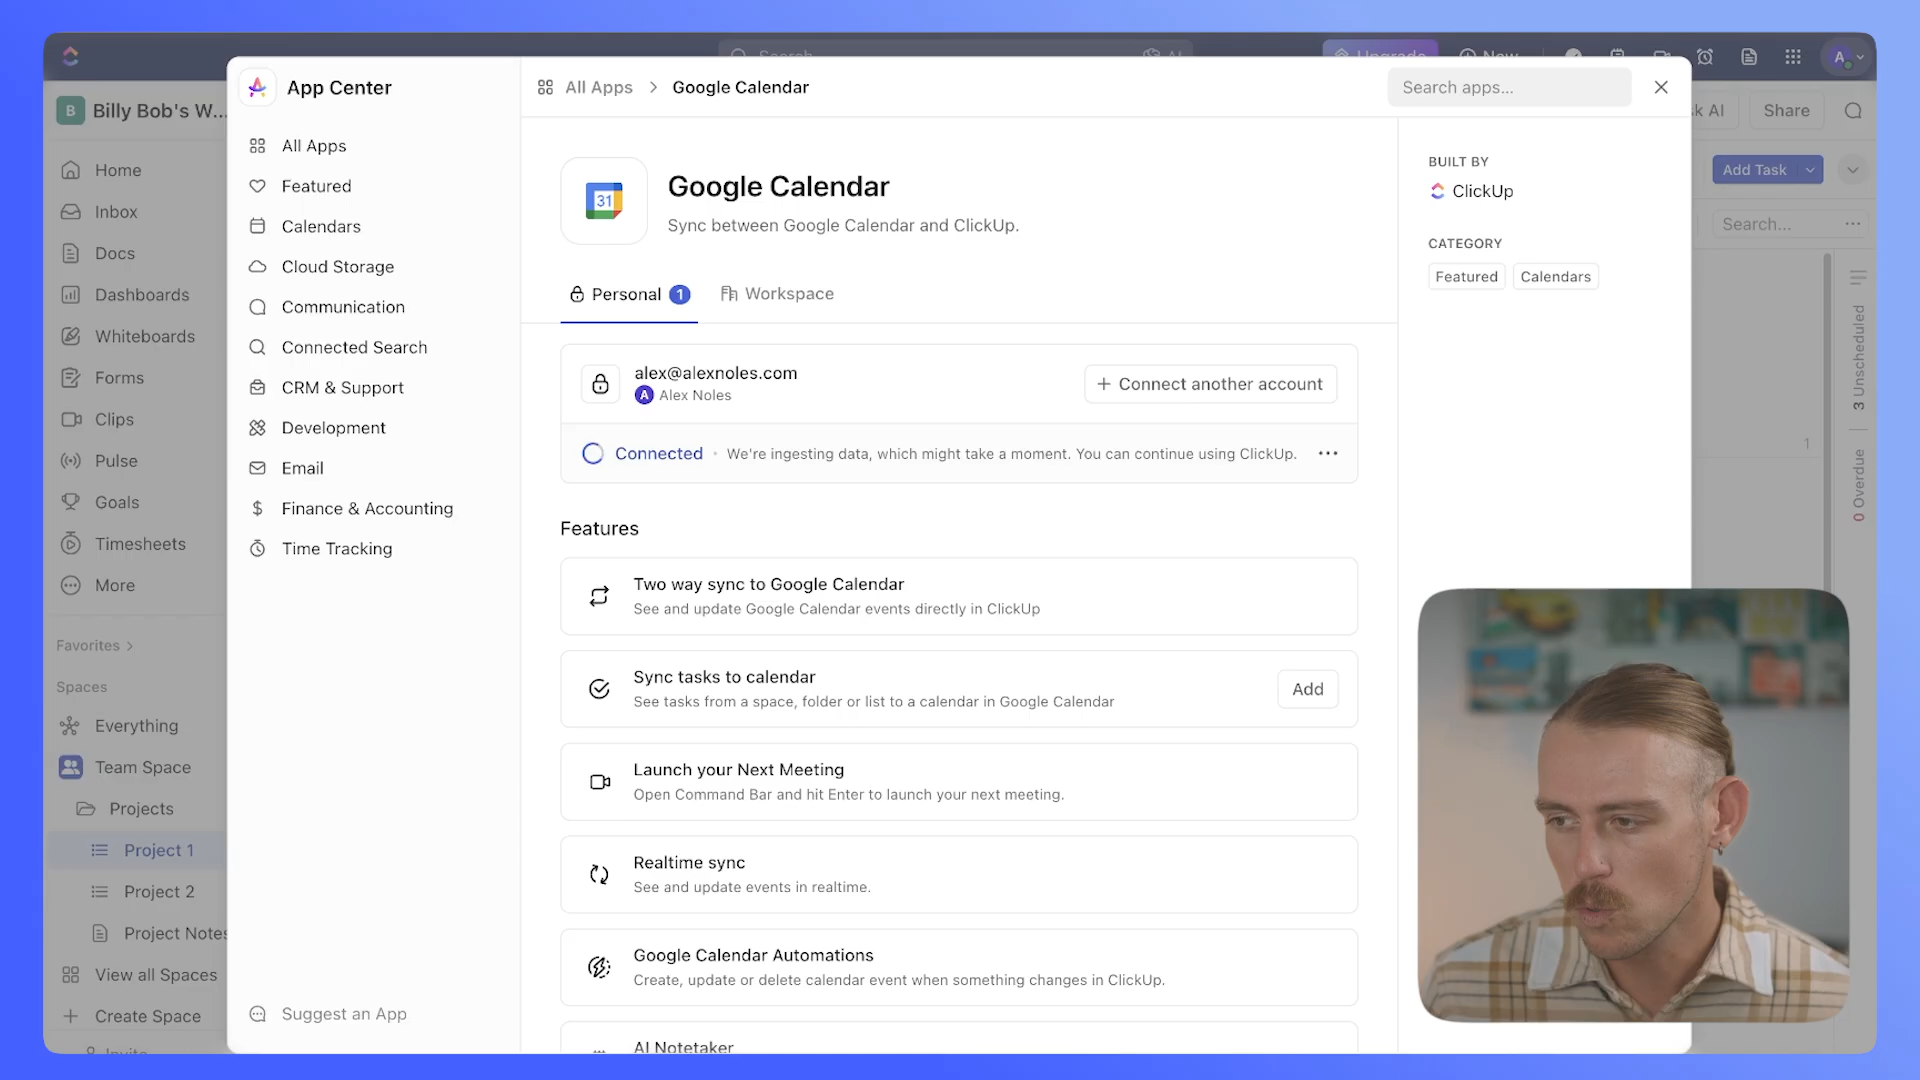 Search
AI
Upgrade
New
A
App Center
All Apps
Google Calendar
Search apps...
B
Billy Bob's W...
k AI
Share
Home
Inbox
Docs
Dashboards
Whiteboards
Forms
Clips
Pulse
Goals
Timesheets
More
Favorites
Spaces
Everything
Team Space
Projects
Project 1
Project 2
Project Notes
View all Spaces
Create Space
Invite
All Apps
Featured
Calendars
Cloud Storage
Communication
Connected Search
CRM & Support
Development
Email
Finance & Accounting
Time Tracking
Suggest an App
31
Google Calendar
Sync between Google Calendar and ClickUp.
Personal 1
Workspace
alex@alexnoles.com
A Alex Noles
+ Connect another account
Connected • We're ingesting data, which might take a moment. You can continue using ClickUp.
Features
Two way sync to Google Calendar
See and update Google Calendar events directly in ClickUp
Sync tasks to calendar
See tasks from a space, folder or list to a calendar in Google Calendar
Add
Launch your Next Meeting
Open Command Bar and hit Enter to launch your next meeting.
Realtime sync
See and update events in realtime.
Google Calendar Automations
Create, update or delete calendar event when something changes in ClickUp.
AI Notetaker
BUILT BY
ClickUp
CATEGORY
Featured
Calendars
Add Task
Search...
1
3 Unscheduled
0 Overdue